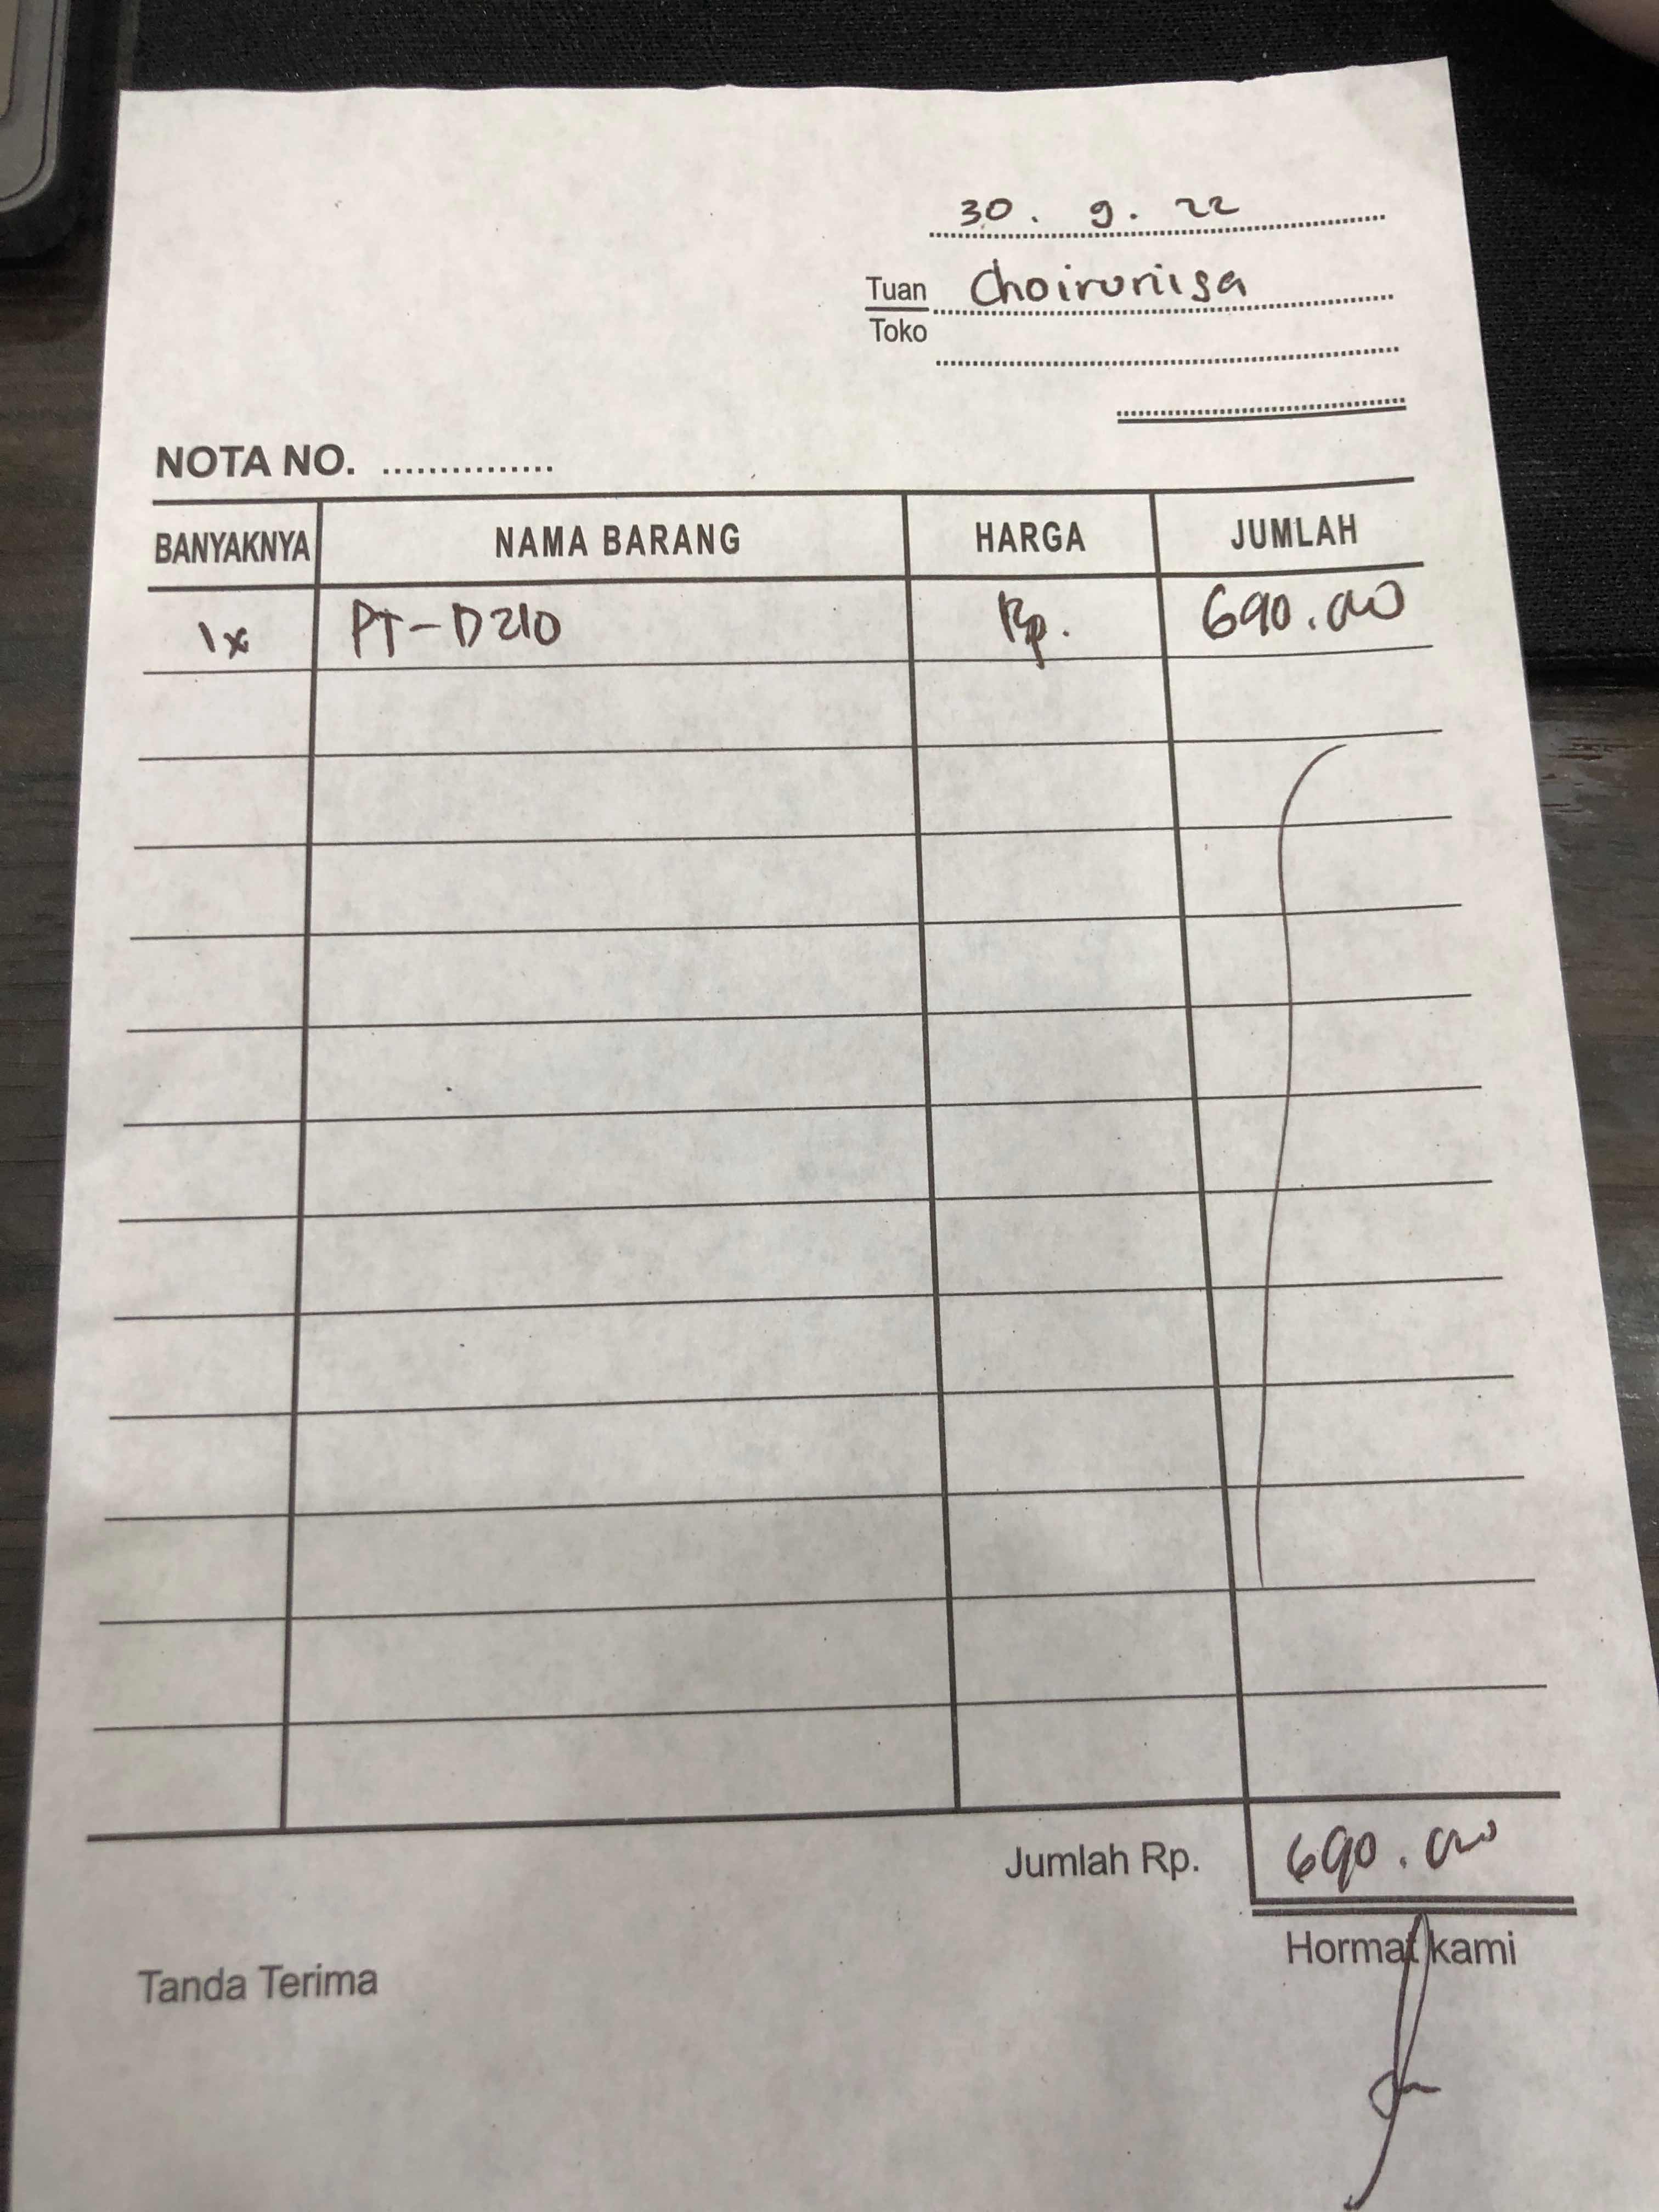 30. 9. 22
Tuan Choirunisa
Toko
NOTA NO. ...............
BANYAKNYA NAMA BARANG HARGA JUMLAH
1x PT-D210 Rp. 690.000
Jumlah Rp. 690.000
Tanda Terima Hormat kami